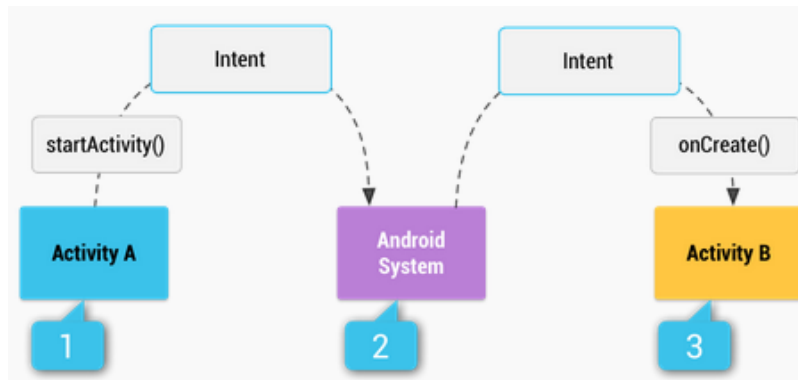 Intent
Intent
startActivity()
onCreate()
Activity A
Android
System
Activity B
1
2
3